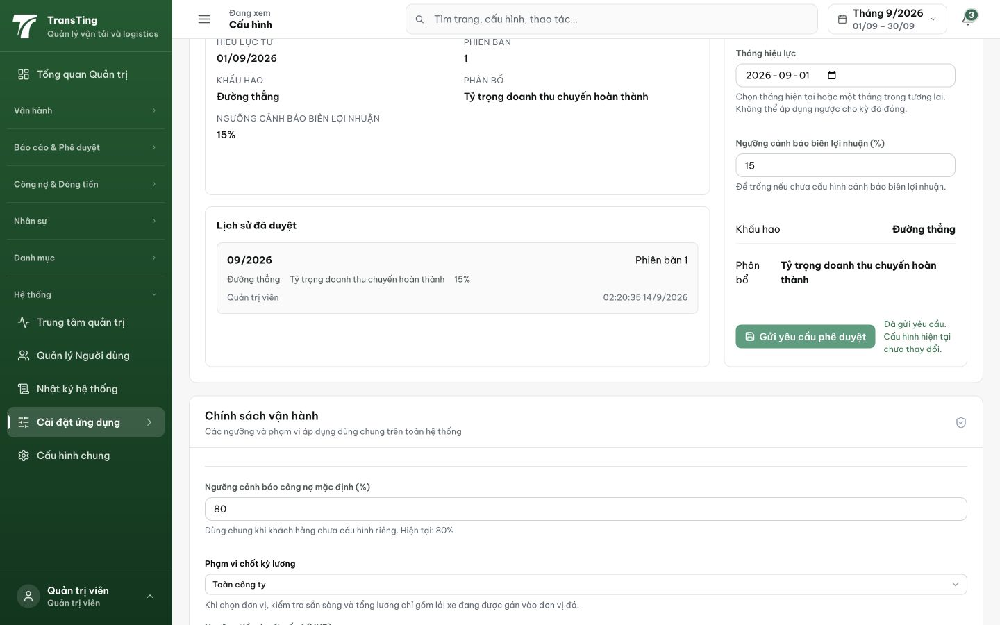 TransTing
Quản lý vận tải và logistics
Tổng quan Quản trị
Vận hành
Báo cáo & Phê duyệt
Công nợ & Dòng tiền
Nhân sự
Danh mục
Hệ thống
Trung tâm quản trị
Quản lý Người dùng
Nhật ký hệ thống
Cài đặt ứng dụng
Cấu hình chung
Quản trị viên
Quản trị viên
Đang xem
Cấu hình
Tìm trang, cấu hình, thao tác...
Tháng 9/2026
01/09 – 30/09
3
HIỆU LỰC TỪ
01/09/2026
PHIÊN BẢN
1
KHẤU HAO
Đường thẳng
PHÂN BỔ
Tỷ trọng doanh thu chuyến hoàn thành
NGƯỠNG CẢNH BÁO BIÊN LỢI NHUẬN
15%
Lịch sử đã duyệt
09/2026
Phiên bản 1
Đường thẳng Tỷ trọng doanh thu chuyến hoàn thành 15%
Quản trị viên
02:20:35 14/9/2026
Tháng hiệu lực
2026-09-01
Chọn tháng hiện tại hoặc một tháng trong tương lai.
Không thể áp dụng ngược cho kỳ đã đóng.
Ngưỡng cảnh báo biên lợi nhuận (%)
15
Để trống nếu chưa cấu hình cảnh báo biên lợi nhuận.
Khấu hao
Đường thẳng
Phân
bổ
Tỷ trọng doanh thu chuyến hoàn
thành
Gửi yêu cầu phê duyệt
Đã gửi yêu cầu.
Cấu hình hiện tại
chưa thay đổi.
Chính sách vận hành
Các ngưỡng và phạm vi áp dụng dùng chung trên toàn hệ thống
Ngưỡng cảnh báo công nợ mặc định (%)
80
Dùng chung khi khách hàng chưa cấu hình riêng. Hiện tại: 80%
Phạm vi chốt kỳ lương
Toàn công ty
Khi chọn đơn vị, kiểm tra sẵn sàng và tổng lương chỉ gồm lái xe đang được gán vào đơn vị đó.